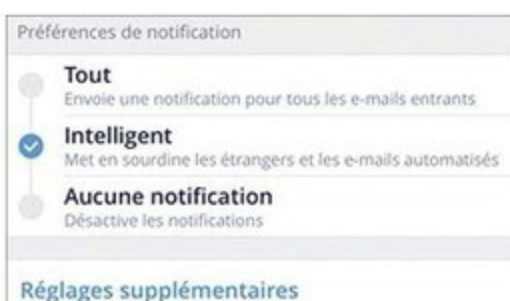 Préférences de notification
Tout
Envoie une notification pour tous les e-mails entrants
Intelligent
Met en sourdine les étrangers et les e-mails automatisés
Aucune notification
Désactive les notifications
Réglages supplémentaires